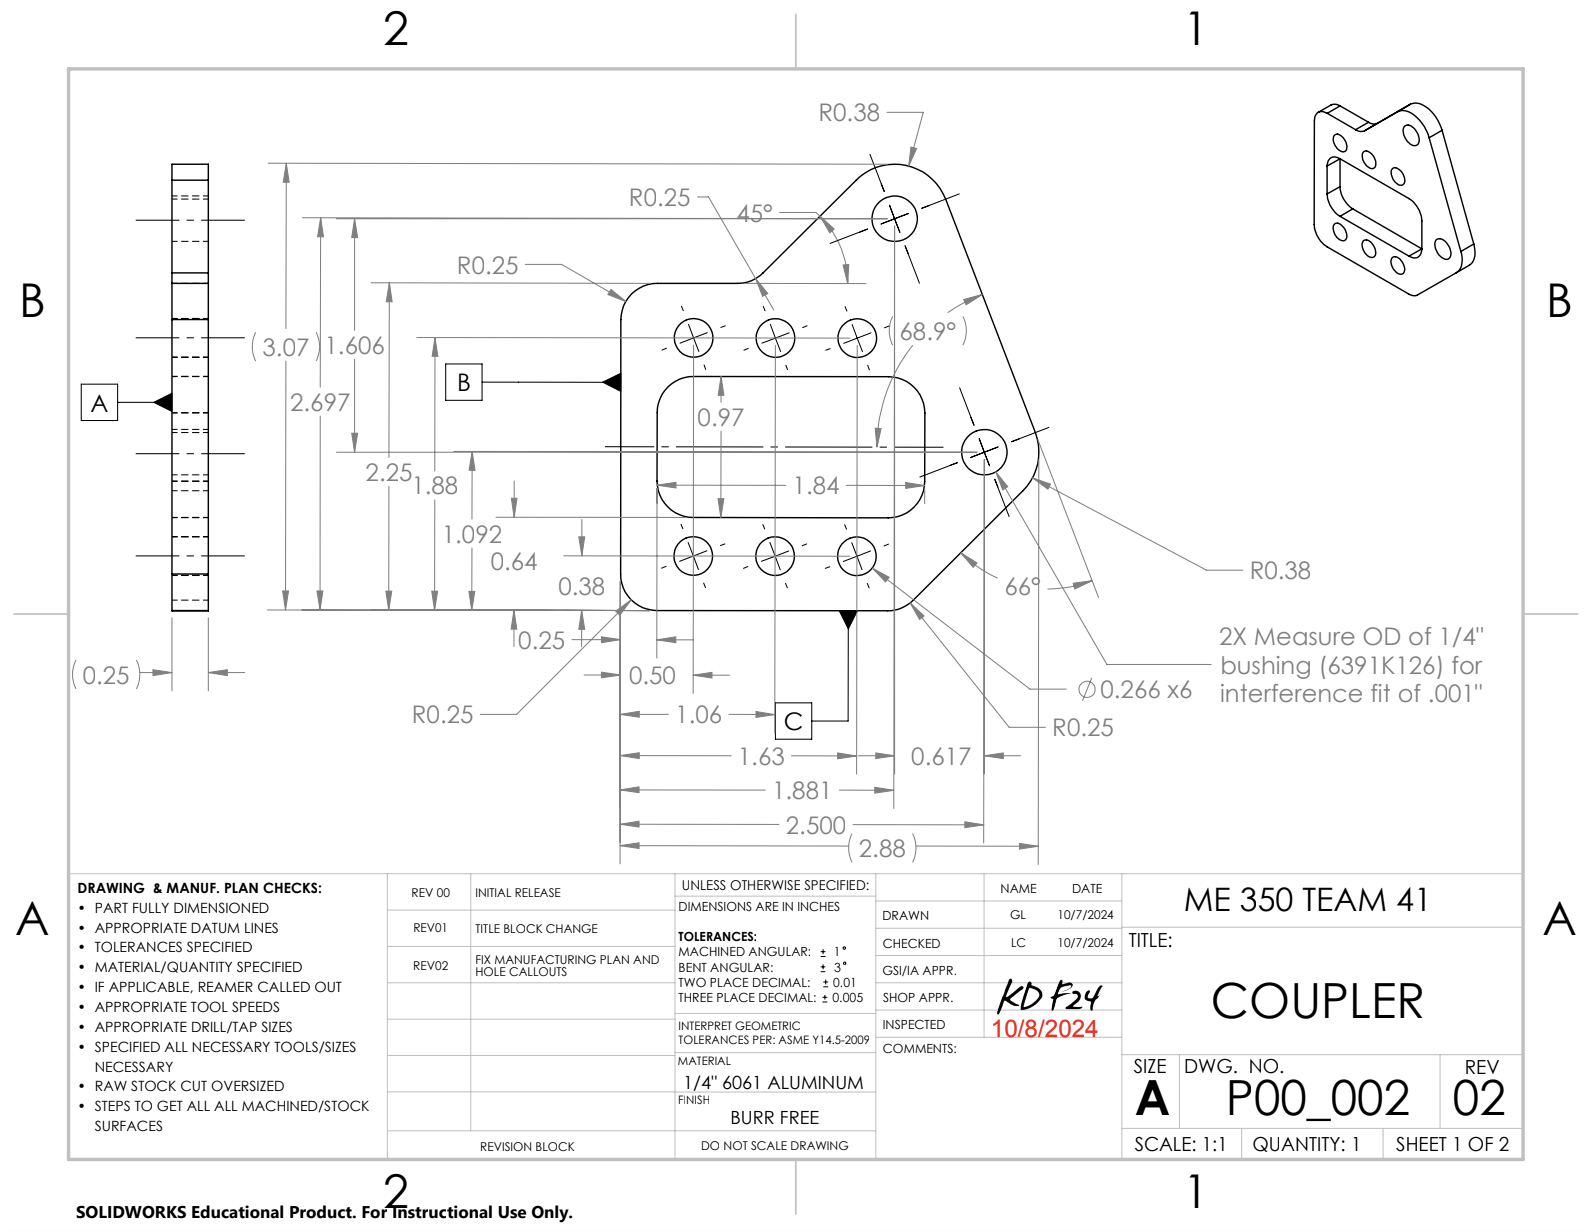 2
1
B
B
A
A
2
1
R0.38
R0.25
45°
R0.25
(3.07)
1.606
(68.9°)
B
A
2.697
0.97
2.25
1.88
1.84
1.092
0.64
0.38
R0.38
66°
0.25
2X Measure OD of 1/4"
bushing (6391K126) for
interference fit of .001"
(0.25)
0.50
∅0.266 x6
R0.25
1.06
C
R0.25
1.63
0.617
1.881
2.500
(2.88)
DRAWING & MANUF. PLAN CHECKS:
• PART FULLY DIMENSIONED
• APPROPRIATE DATUM LINES
• TOLERANCES SPECIFIED
• MATERIAL/QUANTITY SPECIFIED
• IF APPLICABLE, REAMER CALLED OUT
• APPROPRIATE TOOL SPEEDS
• APPROPRIATE DRILL/TAP SIZES
• SPECIFIED ALL NECESSARY TOOLS/SIZES
NECESSARY
• RAW STOCK CUT OVERSIZED
• STEPS TO GET ALL ALL MACHINED/STOCK
SURFACES
REV 00 INITIAL RELEASE
REV01 TITLE BLOCK CHANGE
REV02 FIX MANUFACTURING PLAN AND
HOLE CALLOUTS
REVISION BLOCK
UNLESS OTHERWISE SPECIFIED:
DIMENSIONS ARE IN INCHES
TOLERANCES:
MACHINED ANGULAR: ± 1°
BENT ANGULAR: ± 3°
TWO PLACE DECIMAL: ± 0.01
THREE PLACE DECIMAL: ± 0.005
INTERPRET GEOMETRIC
TOLERANCES PER: ASME Y14.5-2009
MATERIAL
1/4" 6061 ALUMINUM
FINISH
BURR FREE
DO NOT SCALE DRAWING
NAME DATE
DRAWN GL 10/7/2024
CHECKED LC 10/7/2024
GSI/IA APPR.
SHOP APPR. KD F24
INSPECTED 10/8/2024
COMMENTS:
ME 350 TEAM 41
TITLE:
COUPLER
SIZE DWG. NO. REV
A P00_002 02
SCALE: 1:1 QUANTITY: 1 SHEET 1 OF 2
SOLIDWORKS Educational Product. For Instructional Use Only.